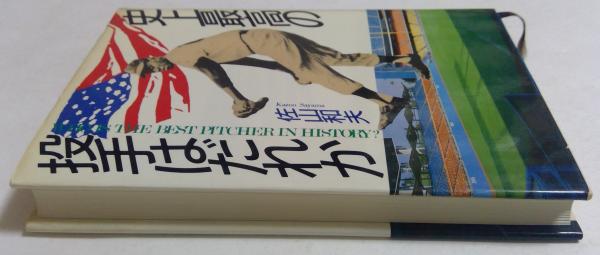 史上最高の
投手はだれか
Kazuo Sayama
佐山和夫
WHO IS THE BEST PITCHER IN HISTORY?